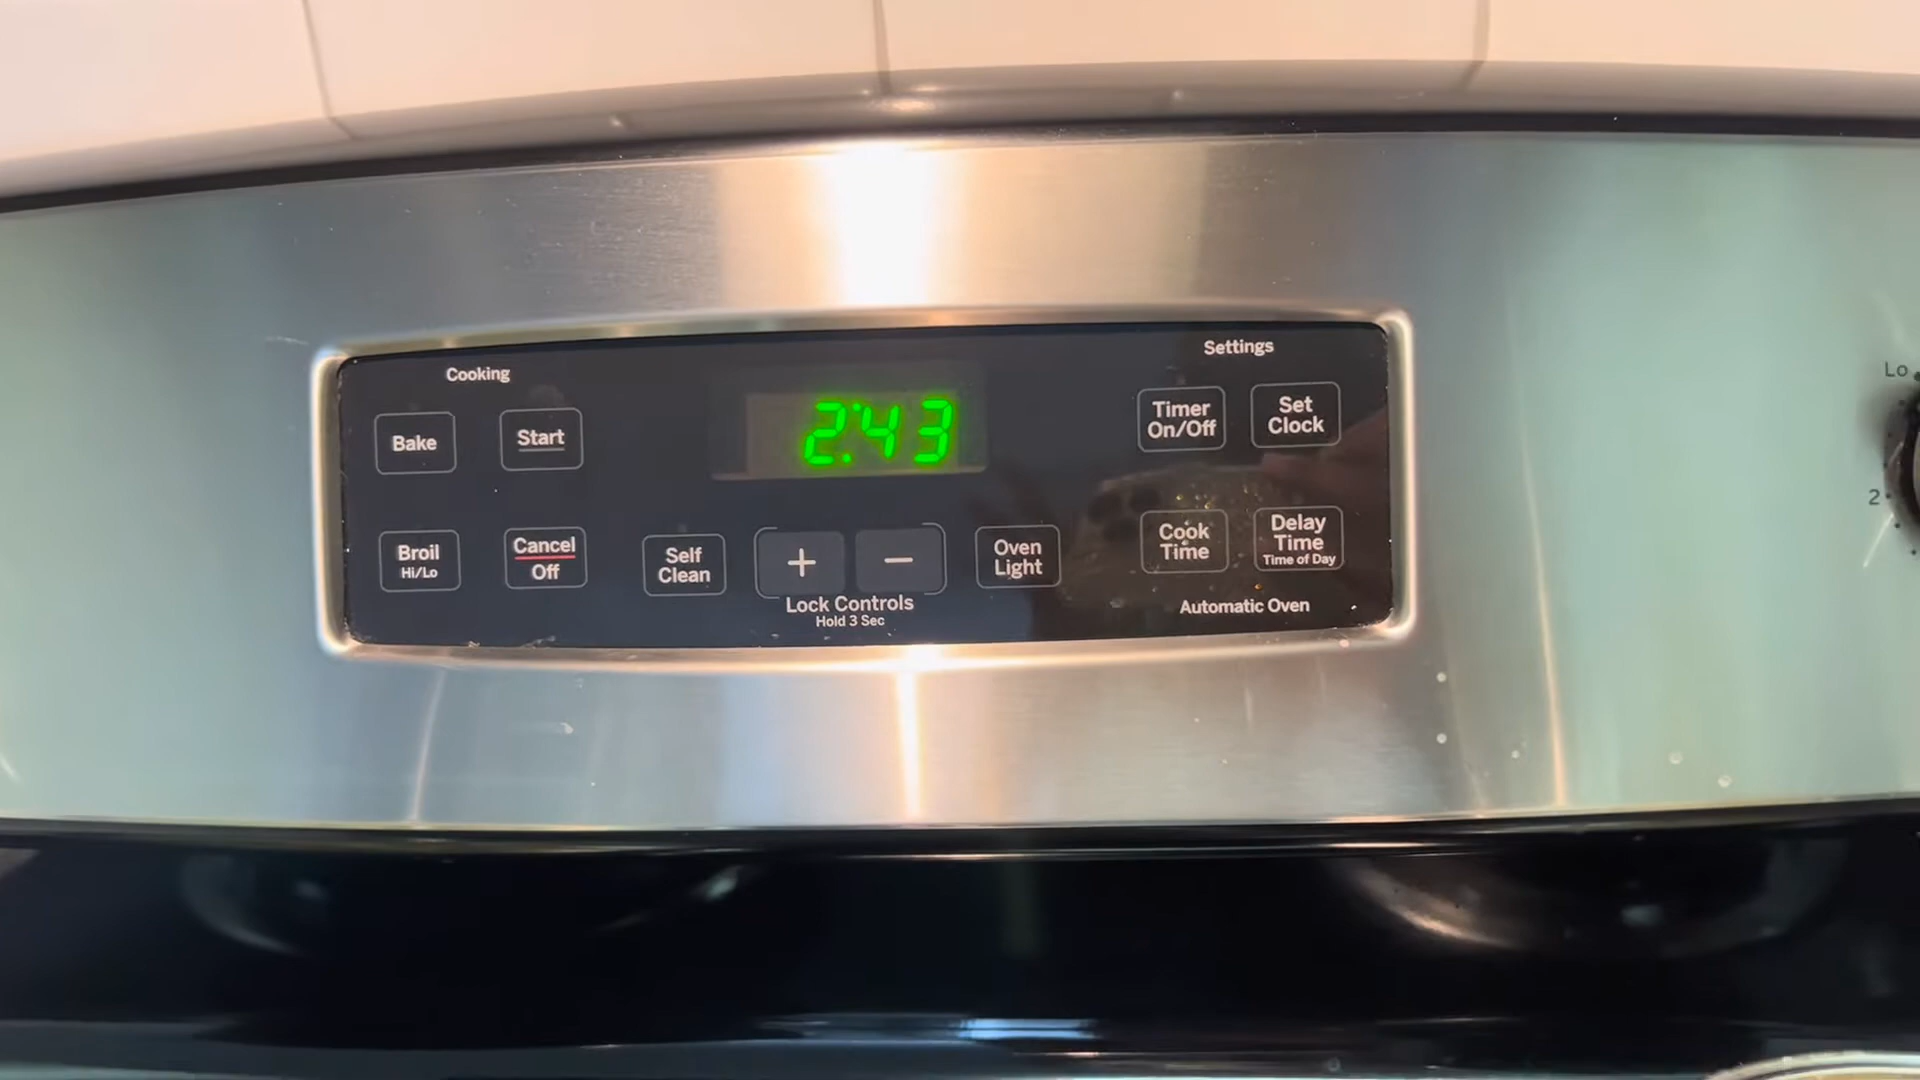 Cooking
Settings
Bake
Start
2:43
Timer
On/Off
Set
Clock
Lo
2
Broil
Hi/Lo
Cancel
Off
Self
Clean
+
−
Lock Controls
Hold 3 Sec
Oven
Light
Cook
Time
Delay
Time
Time of Day
Automatic Oven